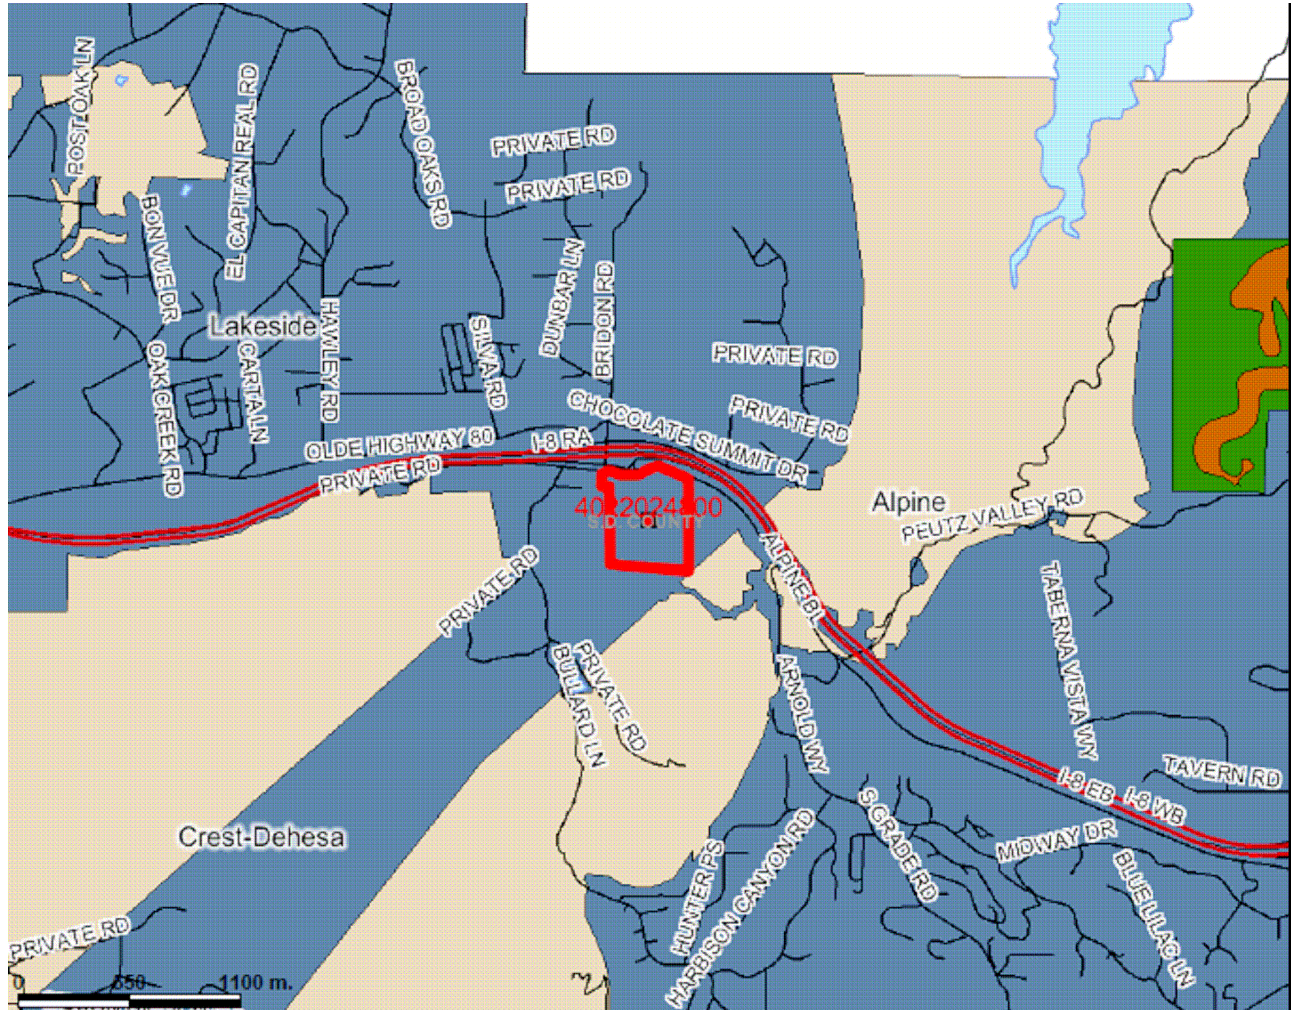 POST OAK LN
EL CAPITAN REAL RD
BROAD OAKS RD
PRIVATE RD
PRIVATE RD
BON VUE DR
DUNBAR LN
BRIDON RD
Lakeside
HAWLEY RD
SILVA RD
OAK CREEK RD
CARTA LN
PRIVATE RD
CHOCOLATE SUMMIT DR
PRIVATE RD
OLDE HIGHWAY 80
I-8 RA
PRIVATE RD
Alpine
PEUTZ VALLEY RD
S.D. COUNTY
ALPINE BL
PRIVATE RD
TABERNA VISTA WY
BULLARD LN
PRIVATE RD
ARNOLD WY
TAVERN RD
I-8 EB
I-8 WB
Crest-Dehesa
S GRADE RD
MIDWAY DR
HUNTER PS
HARBISON CANYON RD
BLUE LILAC LN
PRIVATE RD
0 550 1100 m.